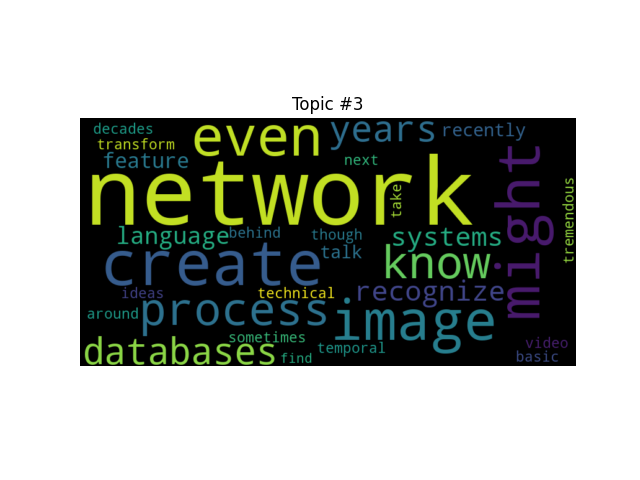 Topic #3
decades
even
years
recently
transform
feature
next
network
take
might
tremendous
language
behind
though
systems
talk
create
know
ideas
technical
recognize
around
process
image
sometimes
databases
find
temporal
video
basic